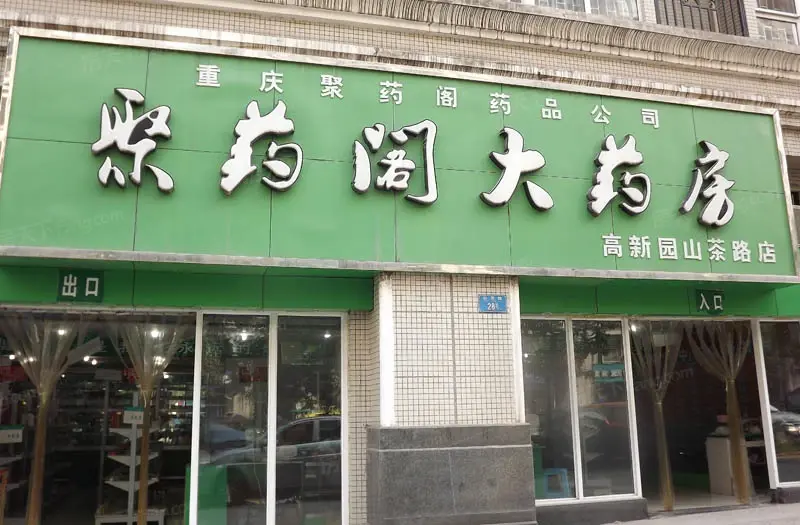 重庆聚药阁药品公司
聚药阁大药房
高新园山茶路店
出口
入口